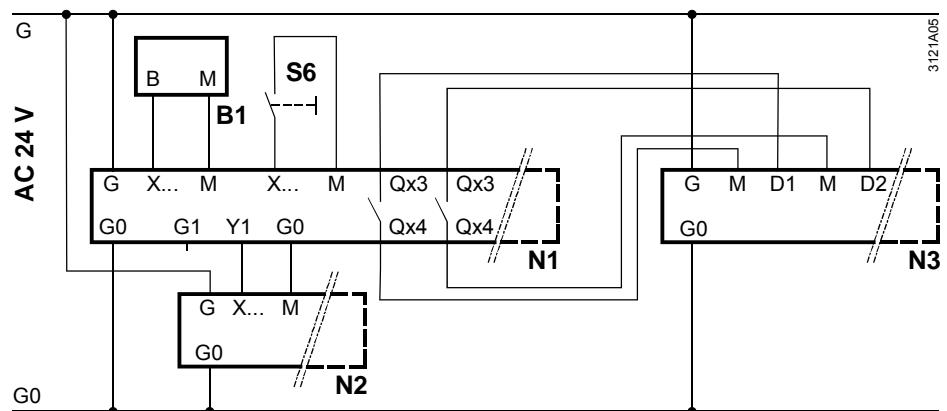 G
3121A05
AC 24 V
B M
B1
S6
G X... M X... M Qx3 Qx3
G0 G1 Y1 G0 Qx4 Qx4
N1
G M D1 M D2
G0
N3
G X... M
G0
N2
G0